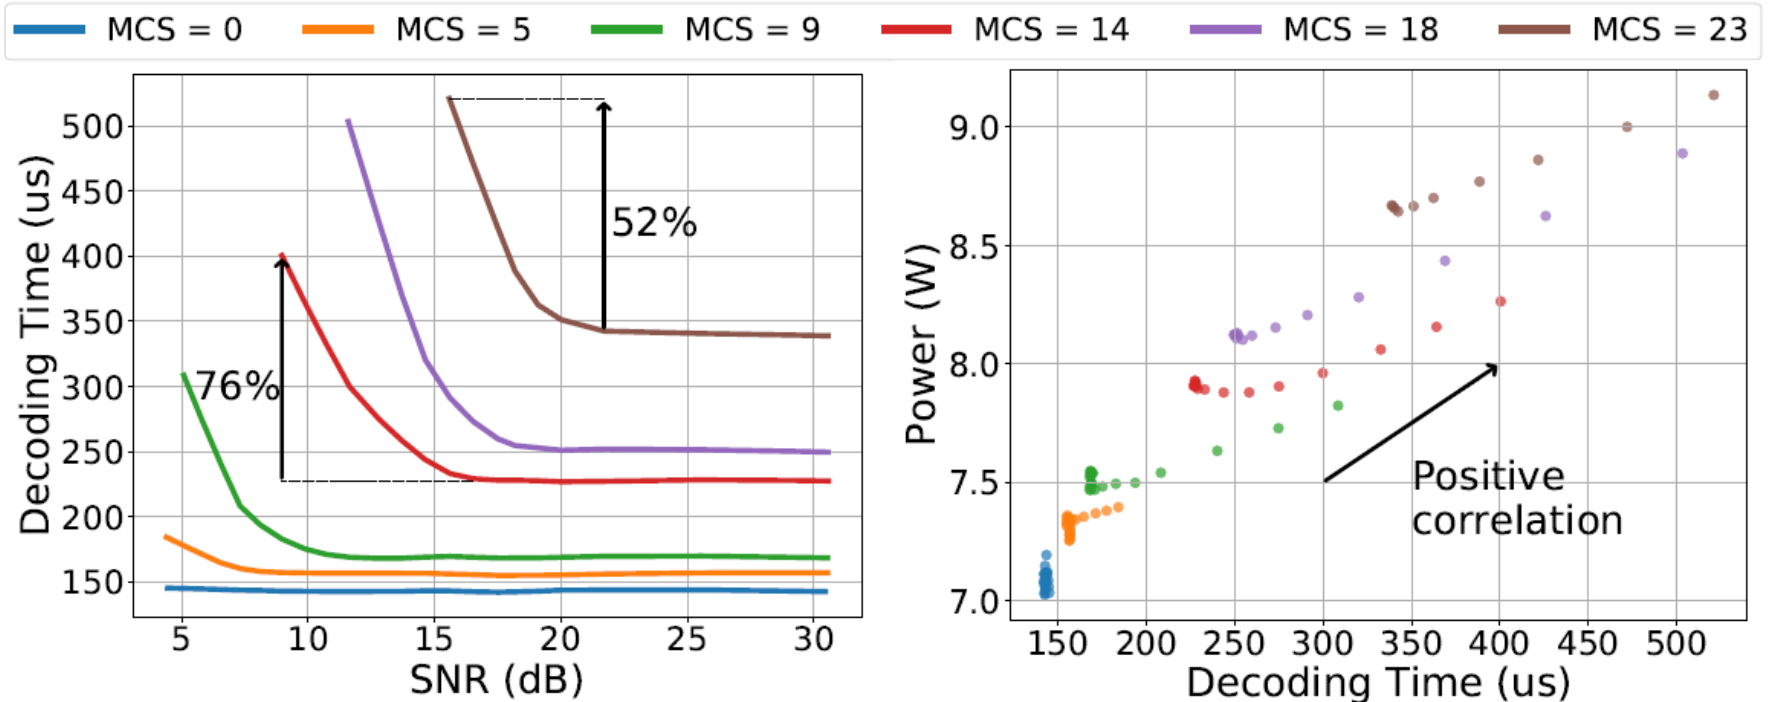 MCS = 0 MCS = 5 MCS = 9 MCS = 14 MCS = 18 MCS = 23
Decoding Time (us)
500
450
400
350
300
250
200
150
76%
52%
5 10 15 20 25 30
SNR (dB)
Power (W)
9.0
8.5
8.0
7.5
7.0
Positive
correlation
150 200 250 300 350 400 450 500
Decoding Time (us)